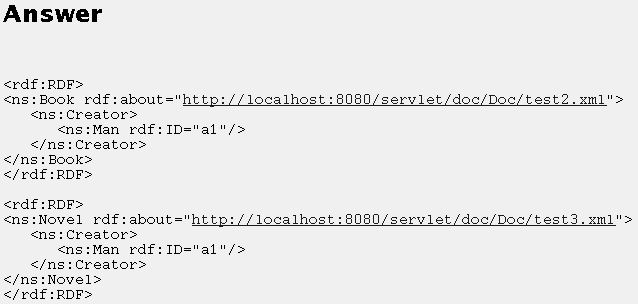 Answer
<rdf:RDF>
<ns:Book rdf:about="http://localhost:8080/servlet/doc/Doc/test2.xml">
   <ns:Creator>
      <ns:Man rdf:ID="a1"/>
   </ns:Creator>
</ns:Book>
</rdf:RDF>
<rdf:RDF>
<ns:Novel rdf:about="http://localhost:8080/servlet/doc/Doc/test3.xml">
   <ns:Creator>
      <ns:Man rdf:ID="a1"/>
   </ns:Creator>
</ns:Novel>
</rdf:RDF>